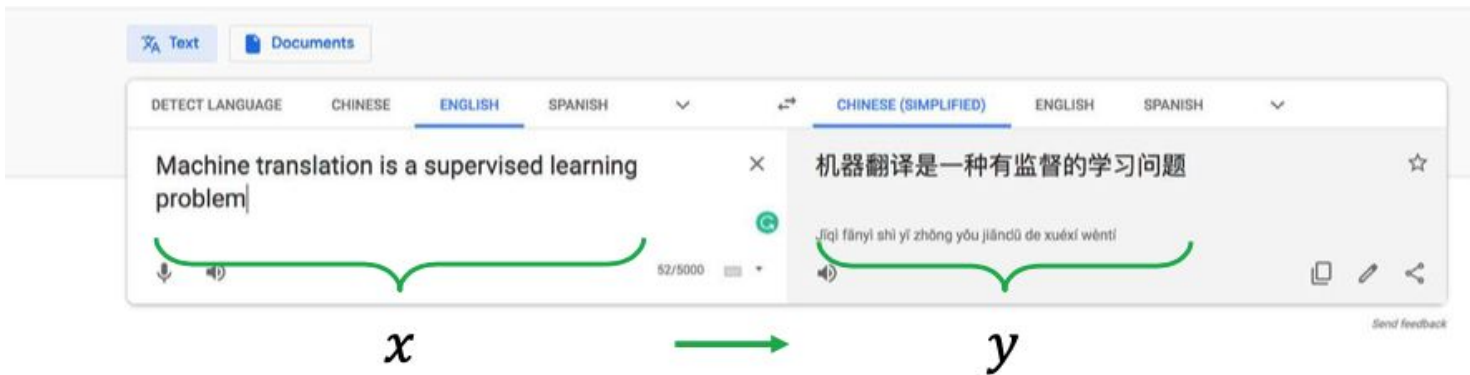 Text Documents
DETECT LANGUAGE CHINESE ENGLISH SPANISH CHINESE (SIMPLIFIED) ENGLISH SPANISH
Machine translation is a supervised learning
problem
机器翻译是一种有监督的学习问题
Jīqì fānyì shì yī zhǒng yǒu jiāndū de xuéxí wèntí
52/5000
Send feedback
x y